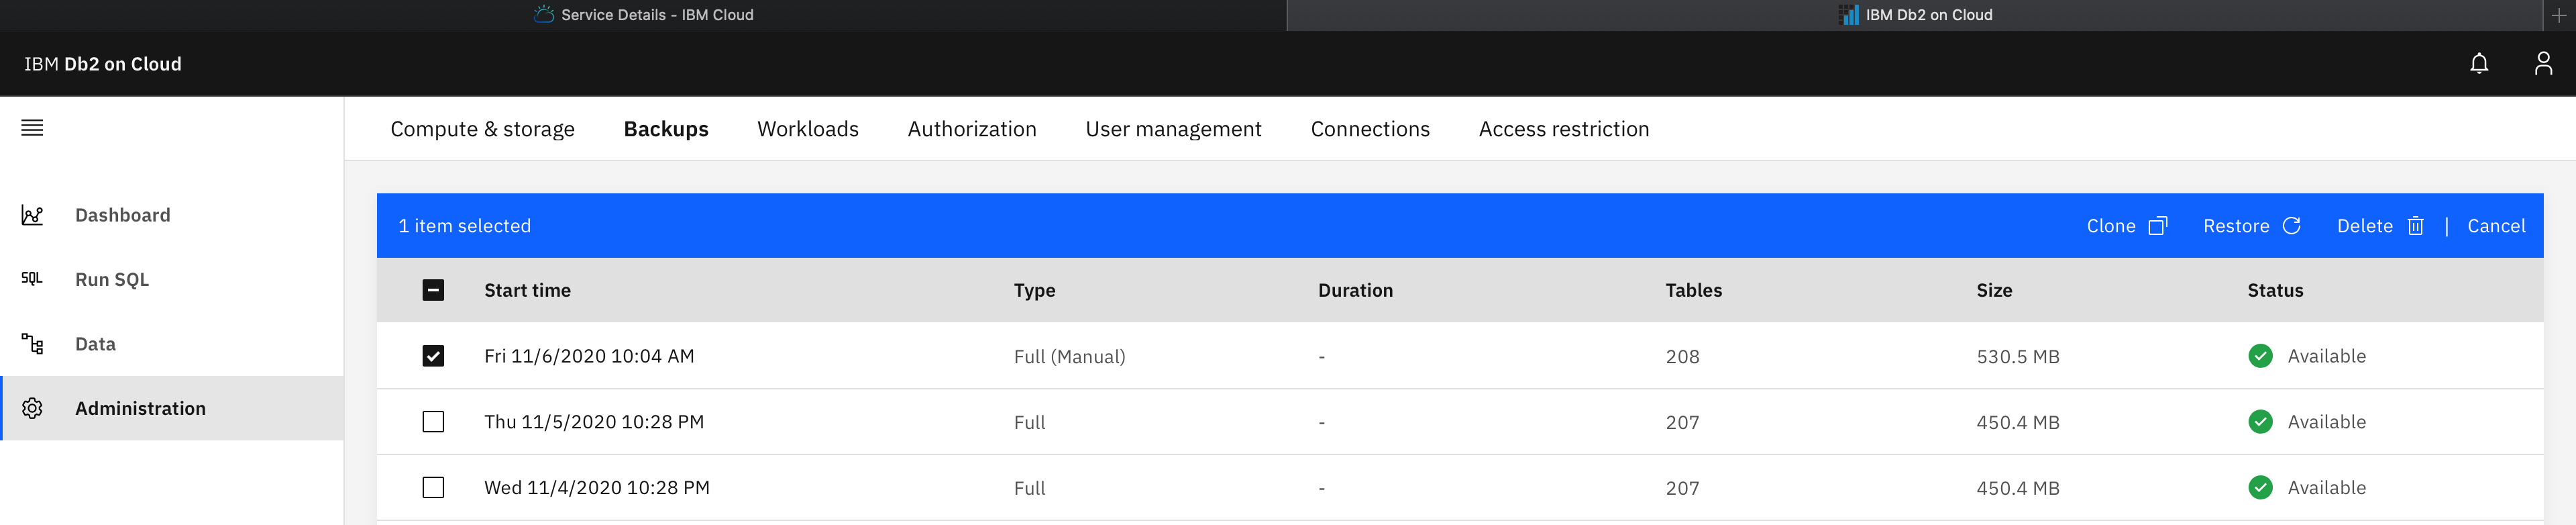 Service Details - IBM Cloud
IBM Db2 on Cloud
IBM Db2 on Cloud
Compute & storage Backups Workloads Authorization User management Connections Access restriction
Dashboard
SQL Run SQL
Data
Administration
1 item selected Clone Restore Delete | Cancel
Start time Type Duration Tables Size Status
Fri 11/6/2020 10:04 AM Full (Manual) - 208 530.5 MB Available
Thu 11/5/2020 10:28 PM Full - 207 450.4 MB Available
Wed 11/4/2020 10:28 PM Full - 207 450.4 MB Available